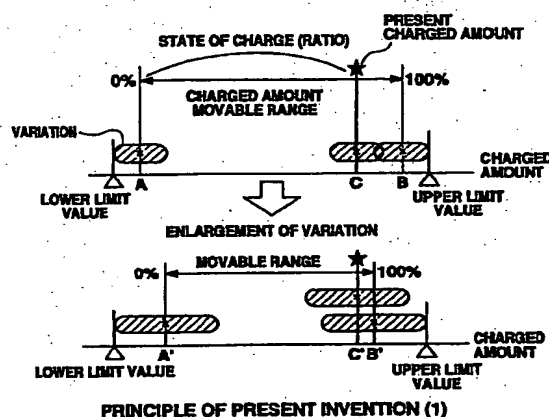 PRESENT
CHARGED AMOUNT
STATE OF CHARGE (RATIO)
0%
100%
CHARGED AMOUNT
MOVABLE RANGE
VARIATION
CHARGED
AMOUNT
A
C
B
LOWER LIMIT
VALUE
UPPER LIMIT
VALUE
ENLARGEMENT OF VARIATION
0%
MOVABLE RANGE
100%
CHARGED
AMOUNT
A'
C'
B'
LOWER LIMIT VALUE
UPPER LIMIT
VALUE
PRINCIPLE OF PRESENT INVENTION (1)